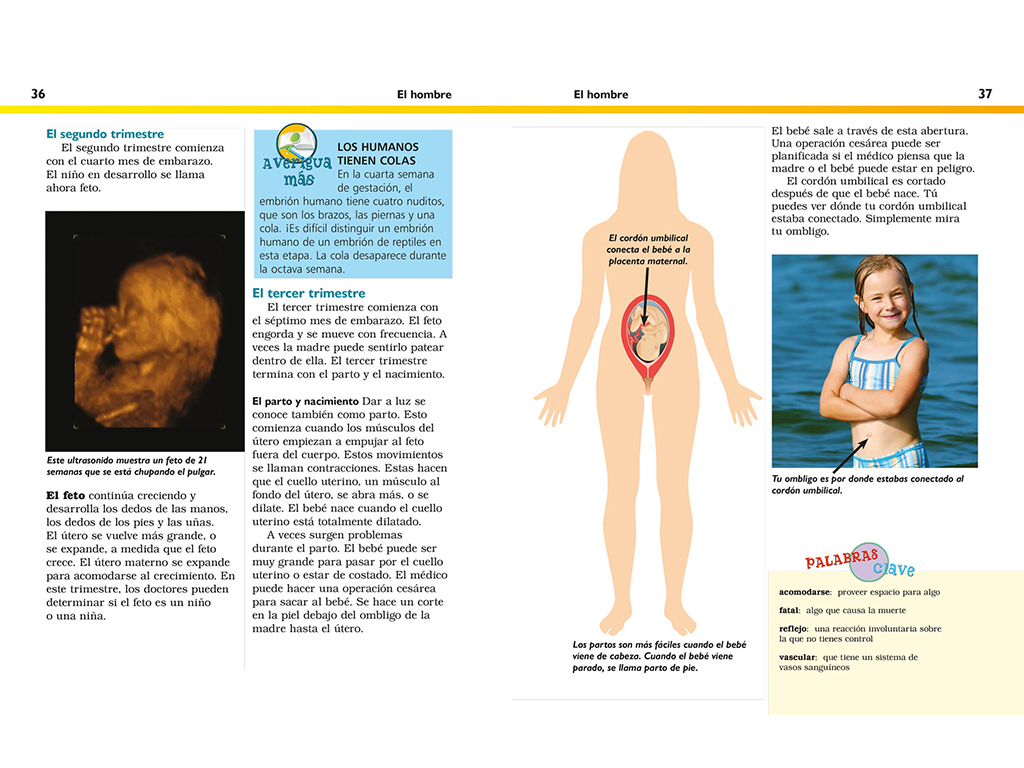 36
El hombre
El segundo trimestre
El segundo trimestre comienza
con el cuarto mes de embarazo.
El niño en desarrollo se llama
ahora feto.
Este ultrasonido muestra un feto de 21
semanas que se está chupando el pulgar.
El feto continúa creciendo y
desarrolla los dedos de las manos,
los dedos de los pies y las uñas.
El útero se vuelve más grande, o
se expande, a medida que el feto
crece. El útero materno se expande
para acomodarse al crecimiento. En
este trimestre, los doctores pueden
determinar si el feto es un niño
o una niña.
Averigua
más
LOS HUMANOS
TIENEN COLAS
En la cuarta semana
de gestación, el
embrión humano tiene cuatro nuditos,
que son los brazos, las piernas y una
cola. ¡Es difícil distinguir un embrión
humano de un embrión de reptiles en
esta etapa. La cola desaparece durante
la octava semana.
El tercer trimestre
El tercer trimestre comienza con
el séptimo mes de embarazo. El feto
engorda y se mueve con frecuencia. A
veces la madre puede sentirlo patear
dentro de ella. El tercer trimestre
termina con el parto y el nacimiento.
El parto y nacimiento Dar a luz se
conoce también como parto. Esto
comienza cuando los músculos del
útero empiezan a empujar al feto
fuera del cuerpo. Estos movimientos
se llaman contracciones. Estas hacen
que el cuello uterino, un músculo al
fondo del útero, se abra más, o se
dilate. El bebé nace cuando el cuello
uterino está totalmente dilatado.
A veces surgen problemas
durante el parto. El bebé puede ser
muy grande para pasar por el cuello
uterino o estar de costado. El médico
puede hacer una operación cesárea
para sacar al bebé. Se hace un corte
en la piel debajo del ombligo de la
madre hasta el útero.
El hombre
37
El cordón umbilical
conecta el bebé a la
placenta maternal.
Los partos son más fáciles cuando el bebé
viene de cabeza. Cuando el bebé viene
parado, se llama parto de pie.
El bebé sale a través de esta abertura.
Una operación cesárea puede ser
planificada si el médico piensa que la
madre o el bebé puede estar en peligro.
El cordón umbilical es cortado
después de que el bebé nace. Tú
puedes ver dónde tu cordón umbilical
estaba conectado. Simplemente mira
tu ombligo.
Tu ombligo es por donde estabas conectado al
cordón umbilical.
PALABRAS
clave
acomodarse: proveer espacio para algo
fatal: algo que causa la muerte
reflejo: una reacción involuntaria sobre
la que no tienes control
vascular: que tiene un sistema de
vasos sanguíneos